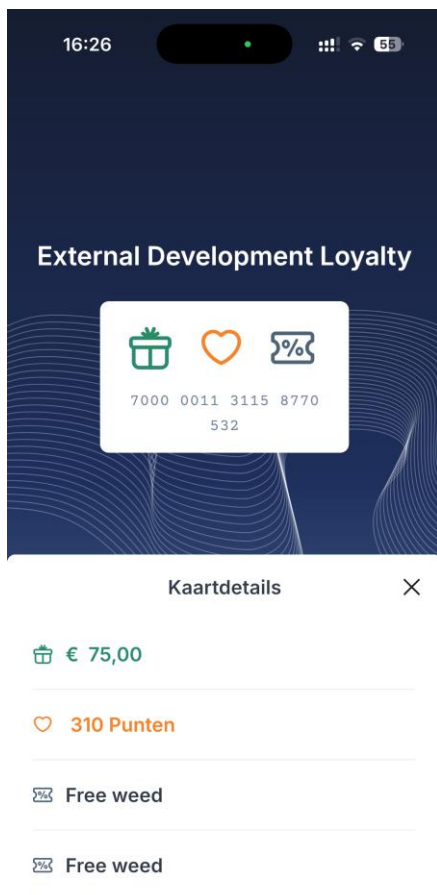 16:26
55
External Development Loyalty
%
7000 0011 3115 8770
532
Kaartdetails
€ 75,00
310 Punten
% Free weed
% Free weed